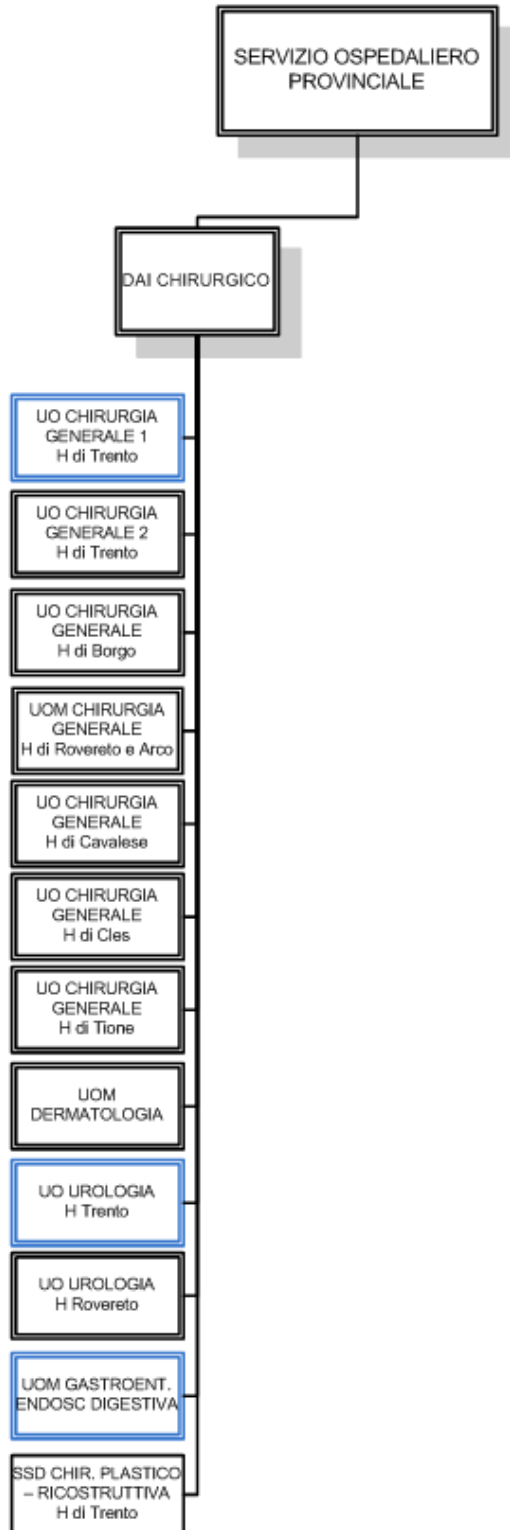 SERVIZIO OSPEDALIERO
PROVINCIALE
DAI CHIRURGICO
UO CHIRURGIA
GENERALE 1
H di Trento
UO CHIRURGIA
GENERALE 2
H di Trento
UO CHIRURGIA
GENERALE
H di Borgo
UOM CHIRURGIA
GENERALE
H di Rovereto e Arco
UO CHIRURGIA
GENERALE
H di Cavalese
UO CHIRURGIA
GENERALE
H di Cles
UO CHIRURGIA
GENERALE
H di Tione
UOM
DERMATOLOGIA
UO UROLOGIA
H Trento
UO UROLOGIA
H Rovereto
UOM GASTROENT.
ENDOSC DIGESTIVA
SSD CHIR. PLASTICO
– RICOSTRUTTIVA
H di Trento